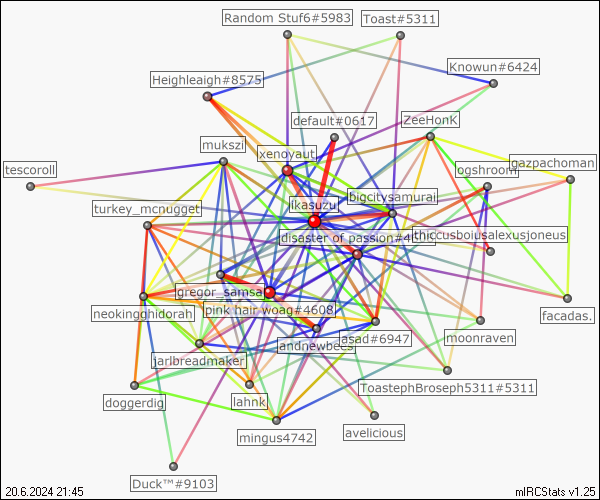 Random Stuf6#5983
Toast#5311
Knowun#6424
Heighleigh#8575
default#0617
ZeeHonK
mukszi
xenoyaut
tescoroll
ogshroom
gazpachoman
bigcitysamurai
ikasuzu
turkey_mcnugget
disaster of passion#4
thiccusboiusalexusjoneus
gregor_samsa
neokingghidorah
pink hair woag#4608
facadas.
asad#6947
moonraven
andnewbees
jarlbreadmaker
ToastephBroseph5311#5311
doggerdig
lahnk
avelicious
mingus4742
Duck™#9103
20.6.2024 21:45
mIRCStats v1.25